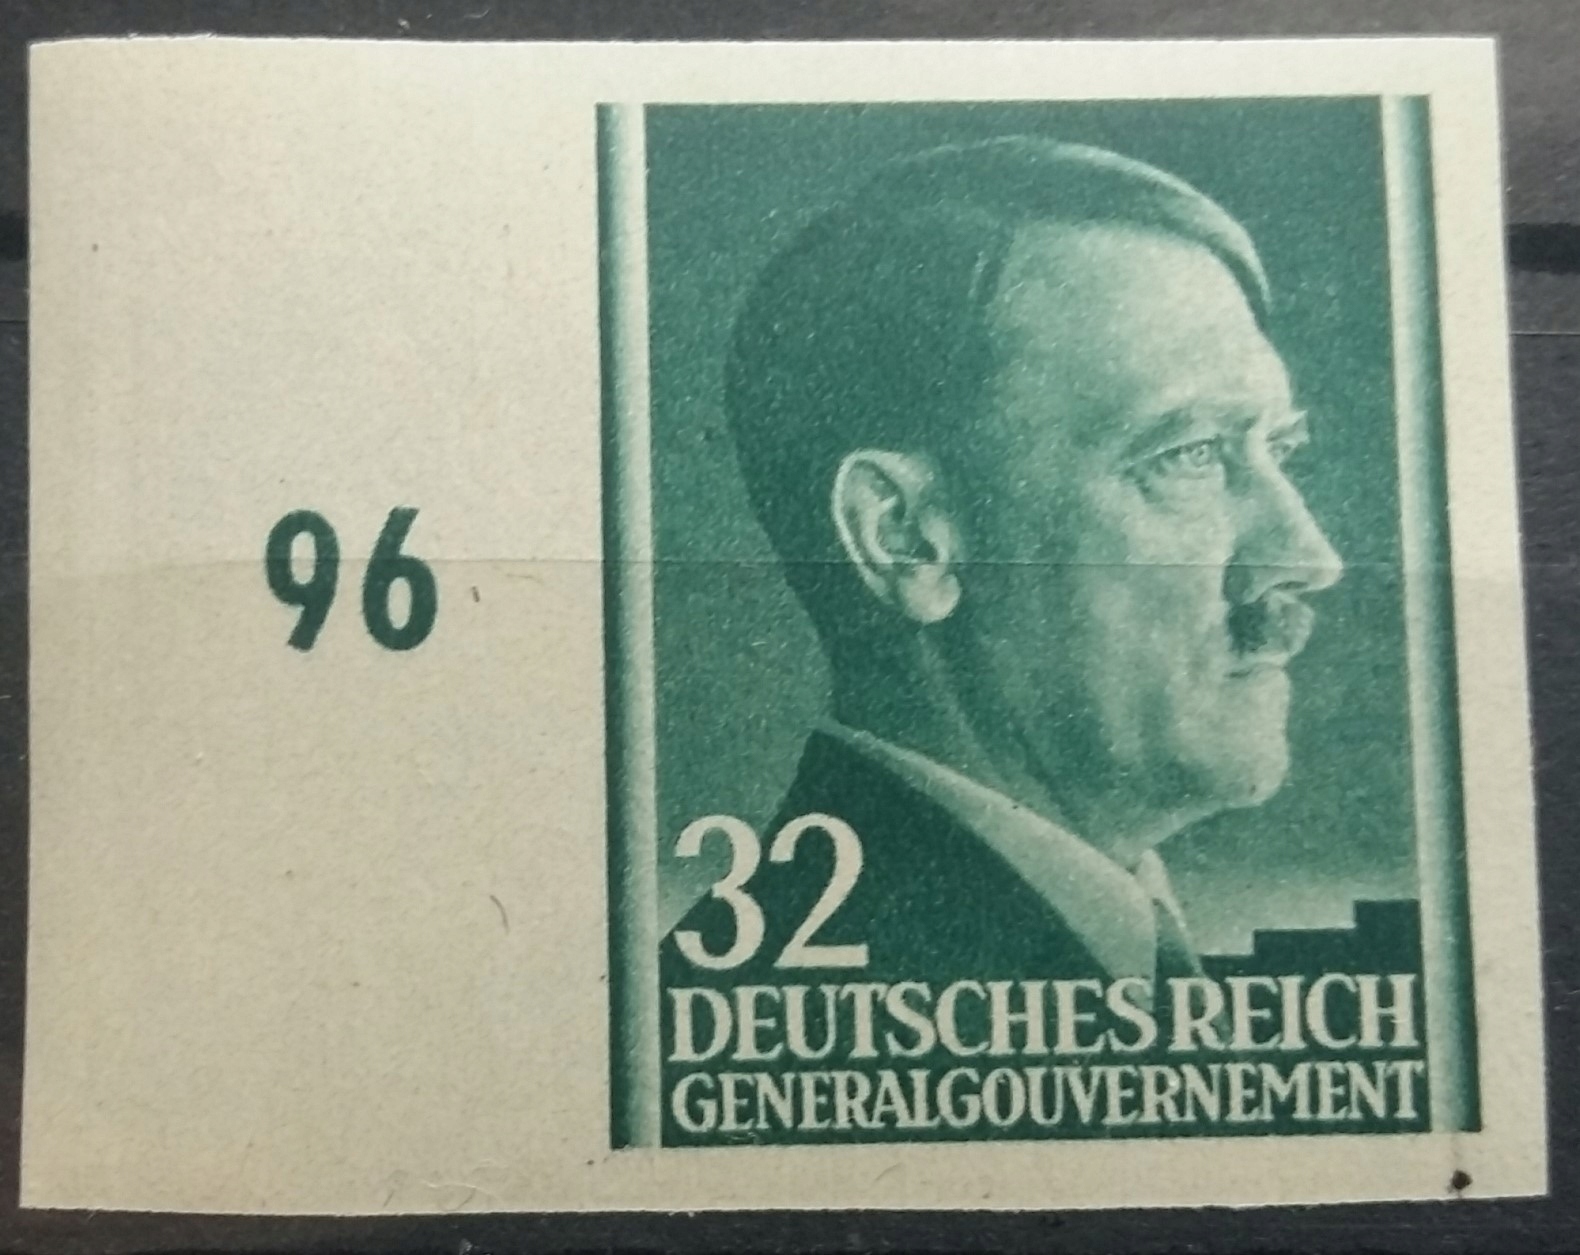 96
32
DEUTSCHES REICH
GENERALGOUVERNEMENT